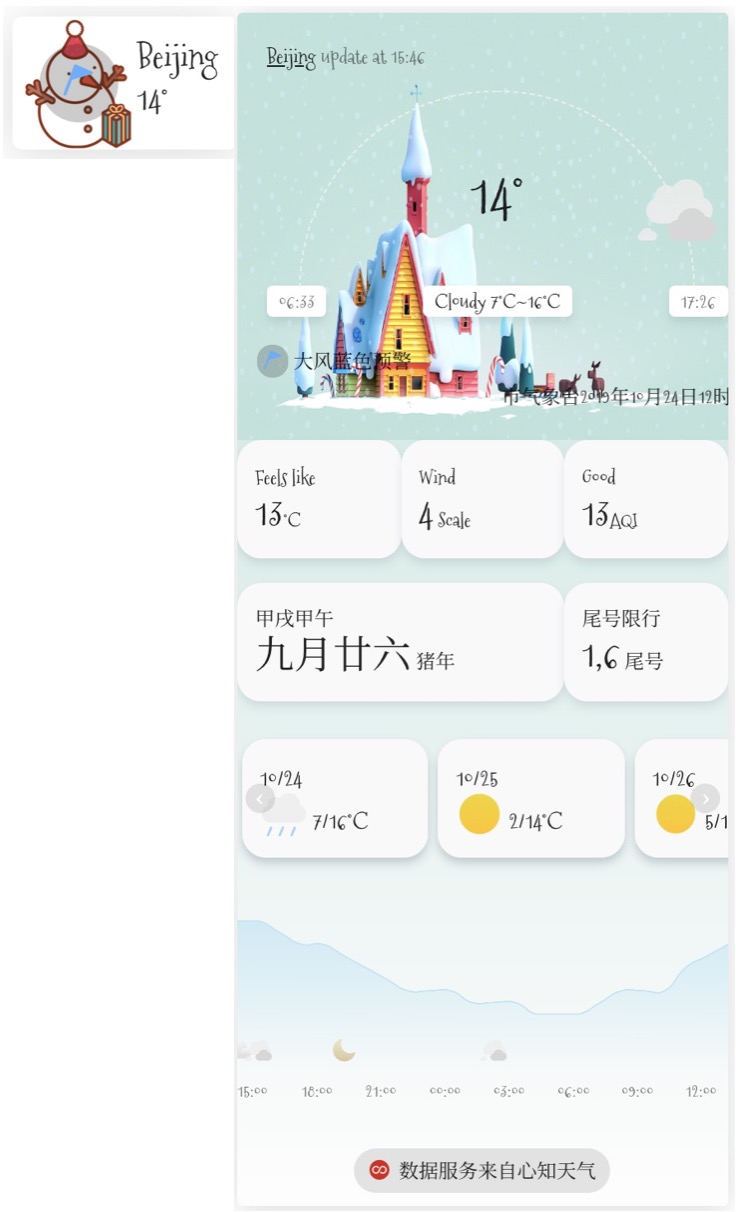 Beijing
14°
Beijing update at 15:46
14°
06:33
Cloudy 7°C~16°C
17:26
大风蓝色预警
市气象台2019年10月24日12时
Feels like
13°C
Wind
4 Scale
Good
13AQI
甲戌甲午
九月廿六 猪年
尾号限行
1,6 尾号
10/24
7/16°C
10/25
2/14°C
10/26
5/1
15:00 18:00 21:00 00:00 03:00 06:00 09:00 12:00
数据服务来自心知天气